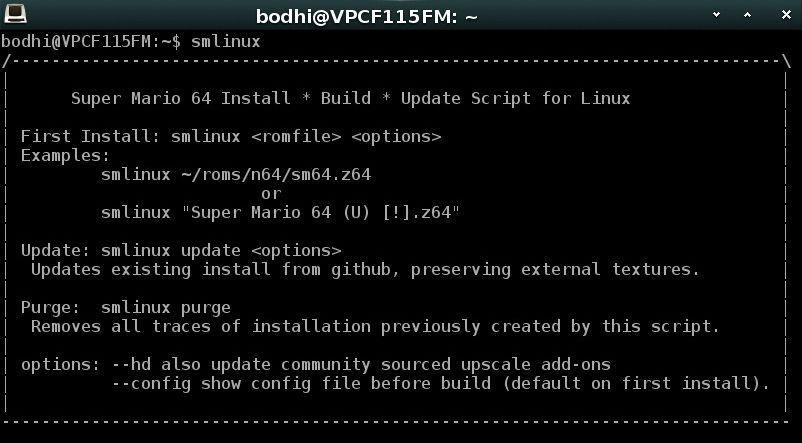 bodhi@VPCF115FM: ~
bodhi@VPCF115FM:~$ smlinux
/-----------------------------------------------------------------------------\
| |
| Super Mario 64 Install * Build * Update Script for Linux |
| |
| First Install: smlinux <romfile> <options> |
| Examples: |
| smlinux ~/roms/n64/sm64.z64 |
| or |
| smlinux "Super Mario 64 (U) [!].z64" |
| |
| Update: smlinux update <options> |
| Updates existing install from github, preserving external textures. |
| |
| Purge: smlinux purge |
| Removes all traces of installation previously created by this script. |
| |
| options: --hd also update community sourced upscale add-ons |
| --config show config file before build (default on first install). |
| |
-------------------------------------------------------------------------------